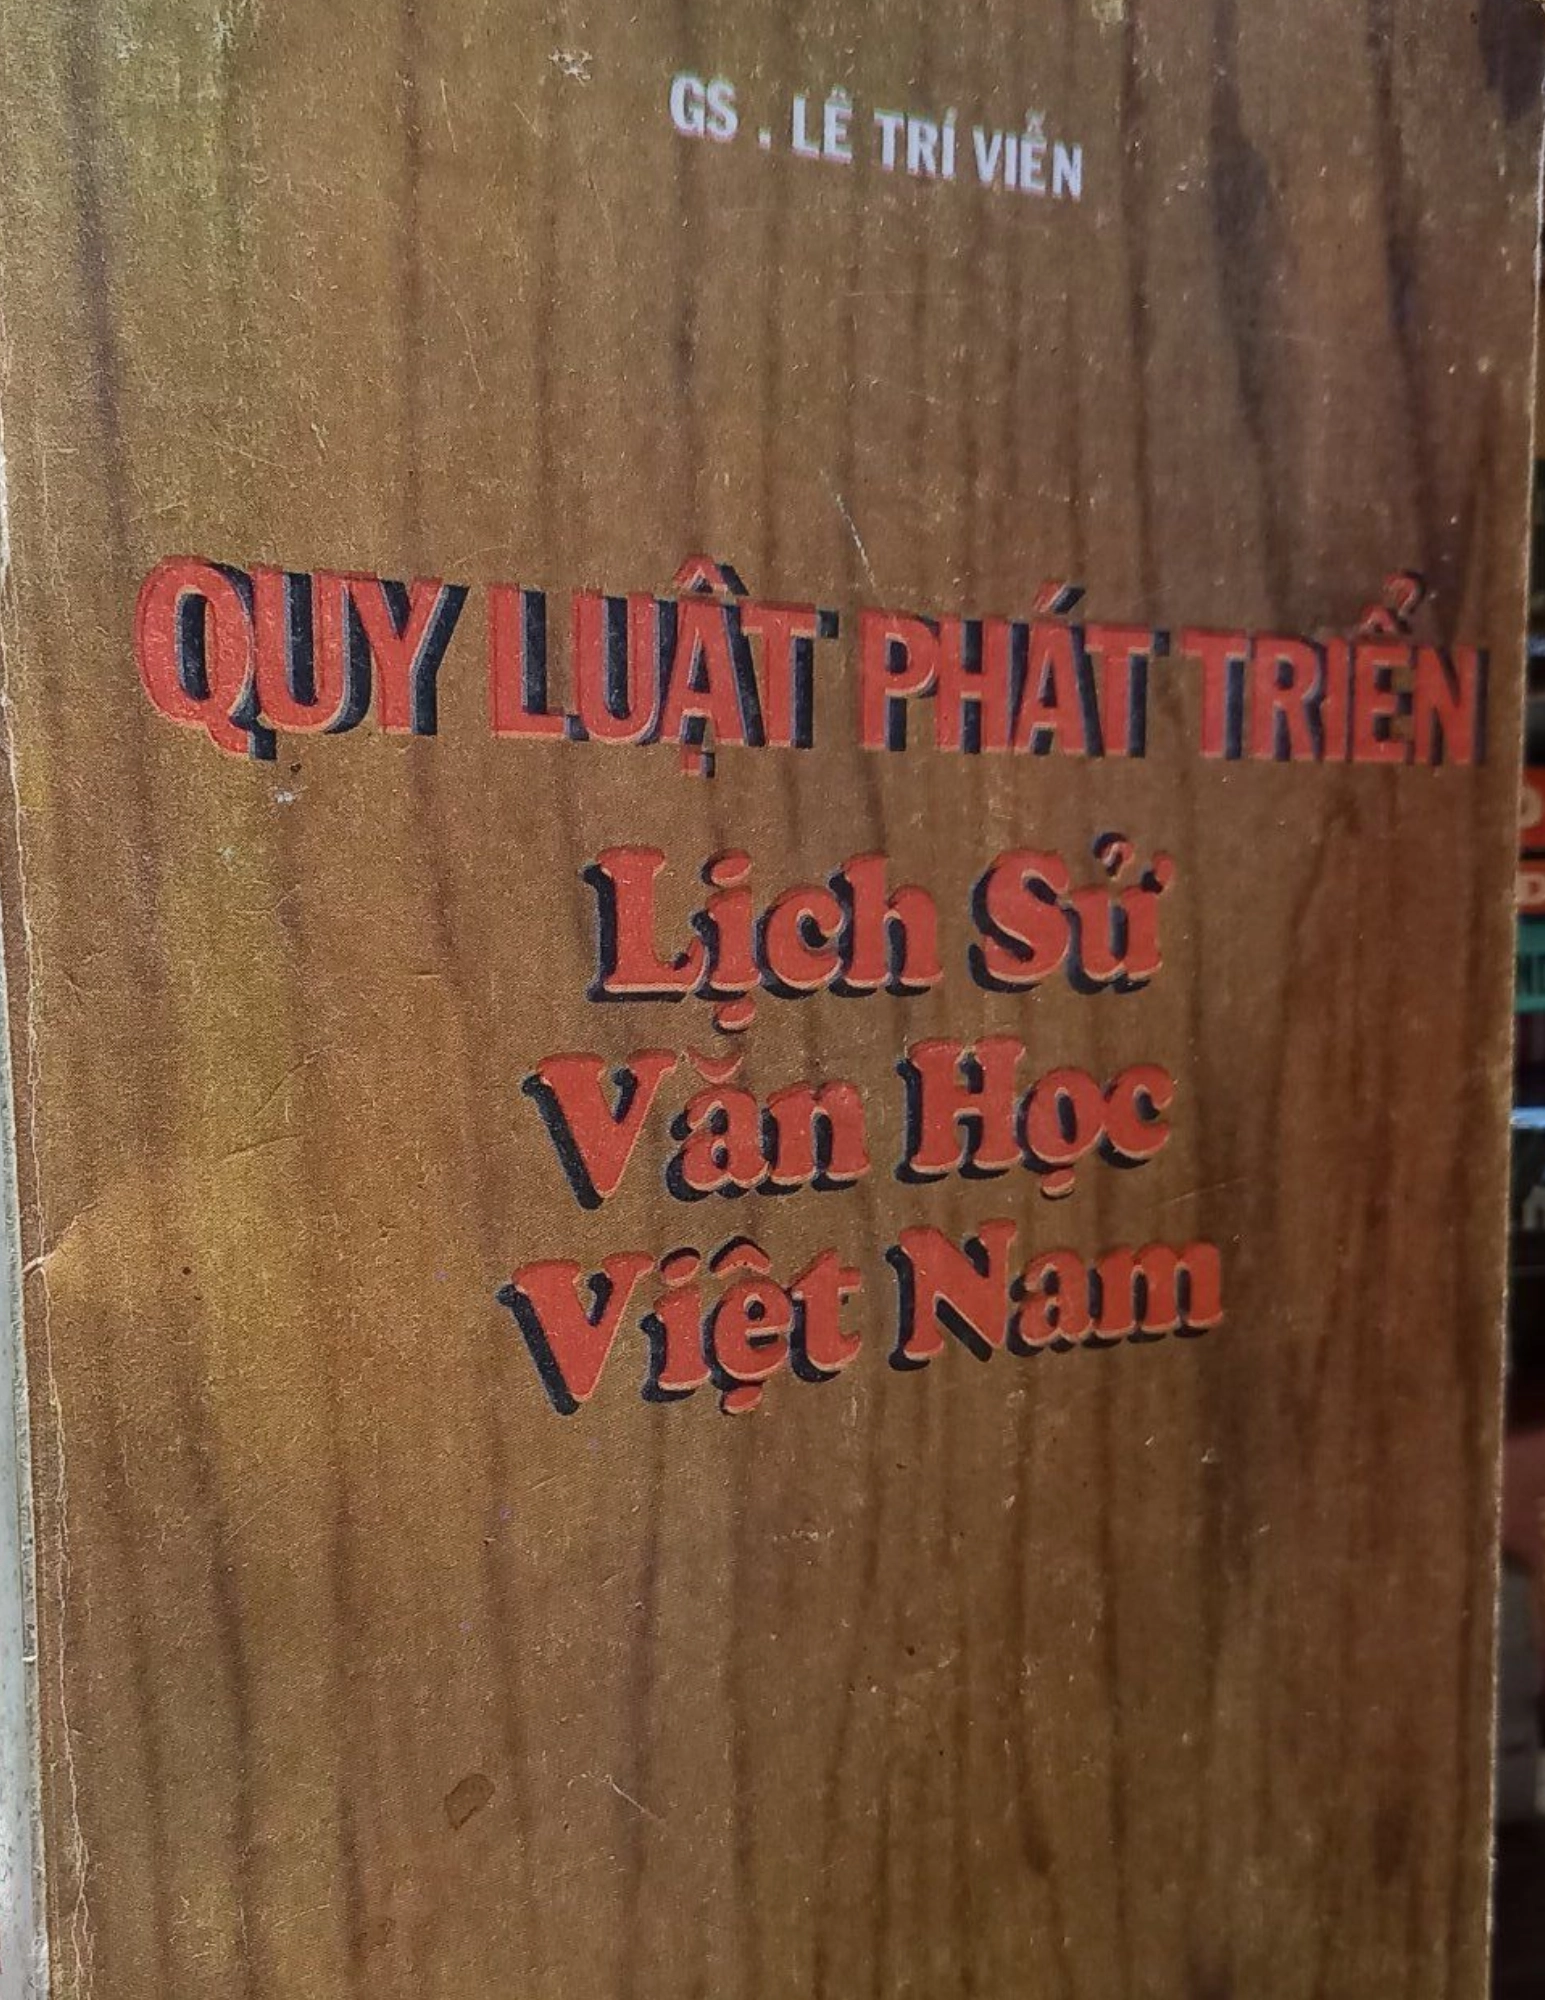 GS . LÊ TRÍ VIỄN
QUY LUẬT PHÁT TRIỂN
Lịch Sử
Văn Học
Việt Nam